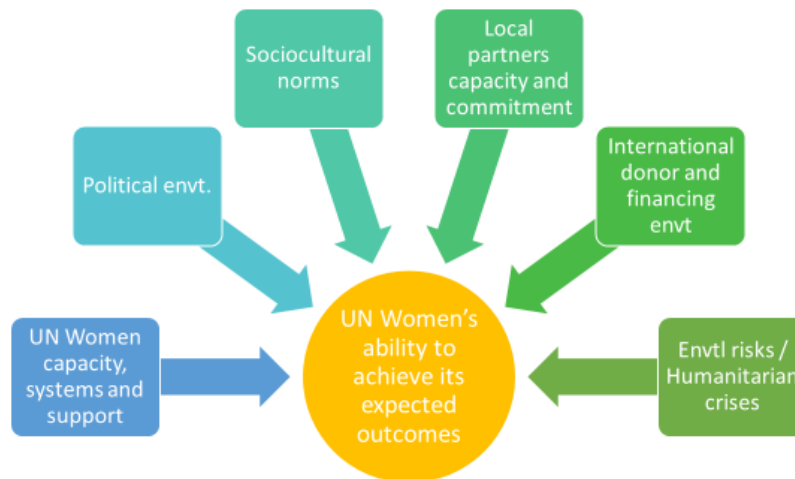 Sociocultural
norms
Local
partners
capacity and
commitment
Political envt.
International
donor and
financing
envt
UN Women
capacity,
systems and
support
UN Women's
ability to
achieve its
expected
outcomes
Envtl risks /
Humanitarian
crises